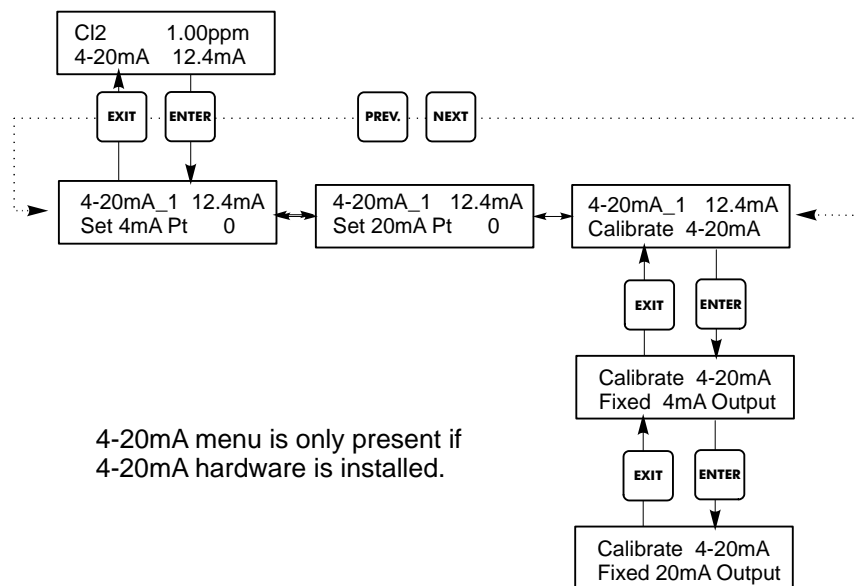 Cl2 1.00ppm
4-20mA 12.4mA
EXIT
ENTER
PREV.
NEXT
4-20mA_1 12.4mA
Set 4mA Pt 0
4-20mA_1 12.4mA
Set 20mA Pt 0
4-20mA_1 12.4mA
Calibrate 4-20mA
EXIT
ENTER
Calibrate 4-20mA
Fixed 4mA Output
4-20mA menu is only present if
4-20mA hardware is installed.
EXIT
ENTER
Calibrate 4-20mA
Fixed 20mA Output